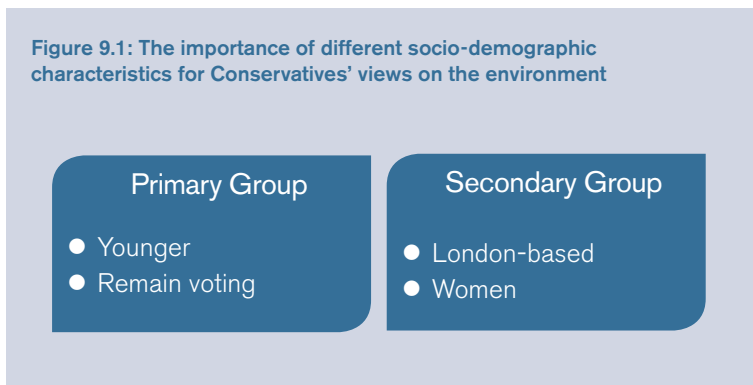 Figure 9.1: The importance of different socio-demographic
characteristics for Conservatives’ views on the environment
Primary Group
● Younger
● Remain voting
Secondary Group
● London-based
● Women